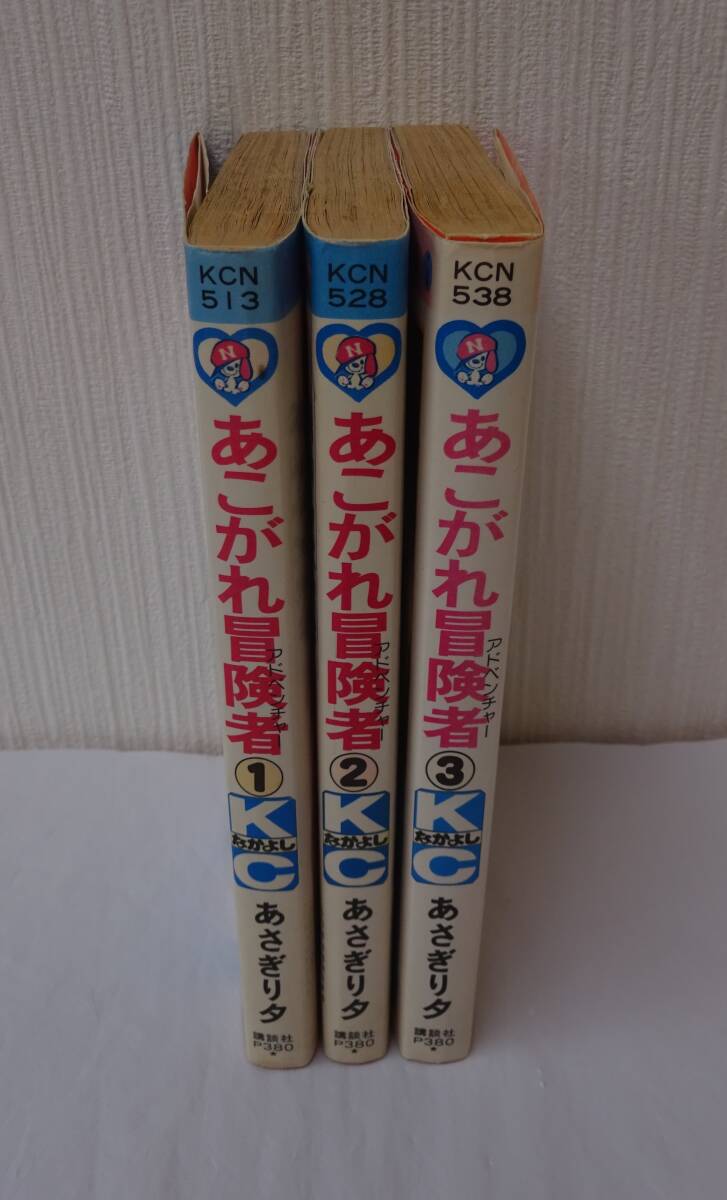 KCN
513
N
あこがれ冒険者
アドベンチャー
1
K
なかよし
C
あさぎり夕
講談社
P380
*
KCN
528
N
あこがれ冒険者
アドベンチャー
2
K
なかよし
C
あさぎり夕
講談社
P380
*
KCN
538
N
あこがれ冒険者
アドベンチャー
3
K
なかよし
C
あさぎり夕
講談社
P380
*